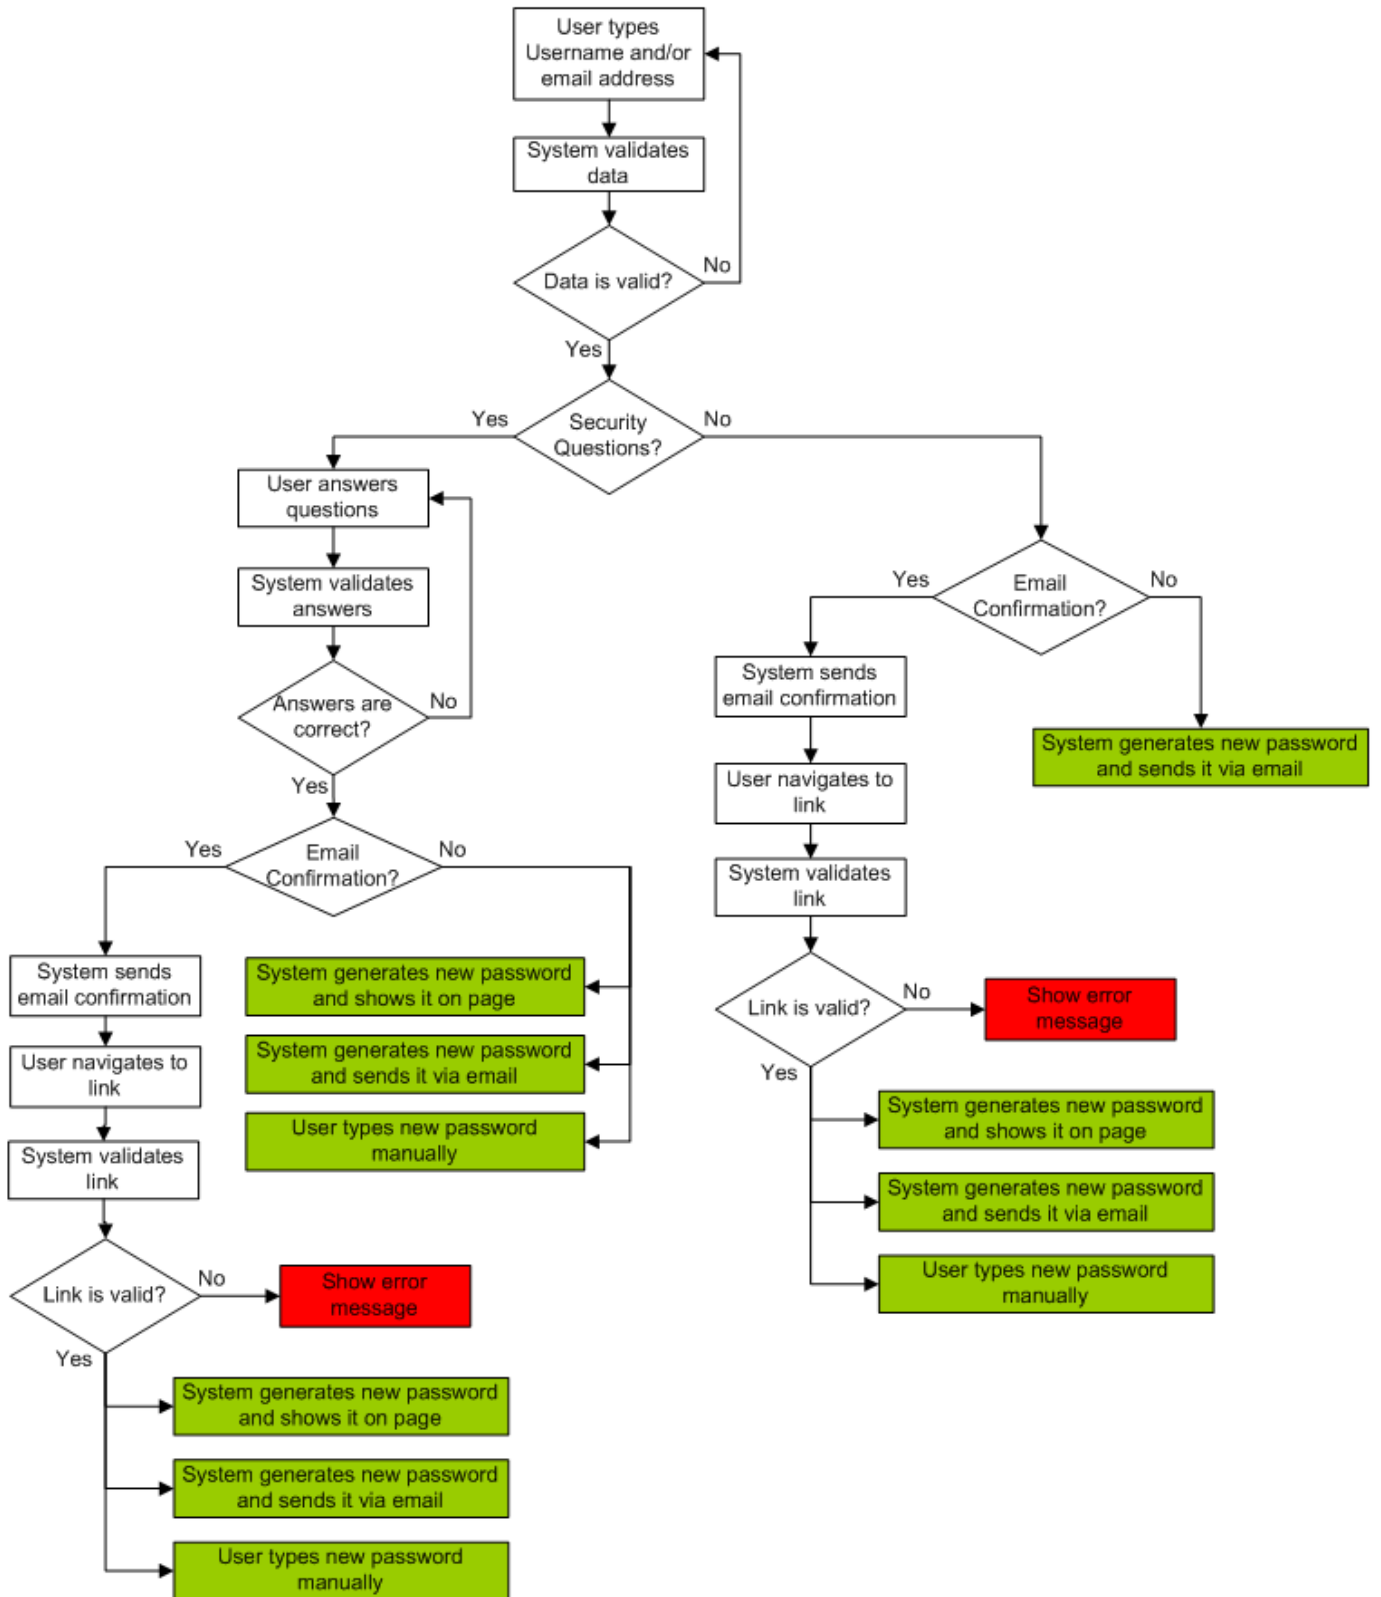 User types
Username and/or
email address
System validates
data
Data is valid?
No
Yes
Security
Questions?
Yes
No
User answers
questions
System validates
answers
Answers are
correct?
No
Yes
Email
Confirmation?
Yes
No
System sends
email confirmation
User navigates to
link
System validates
link
Link is valid?
No
Show error
message
Yes
System generates new password
and shows it on page
System generates new password
and sends it via email
User types new password
manually
System generates new password
and shows it on page
System generates new password
and sends it via email
User types new password
manually
Email
Confirmation?
Yes
No
System sends
email confirmation
User navigates to
link
System validates
link
Link is valid?
No
Show error
message
Yes
System generates new password
and shows it on page
System generates new password
and sends it via email
User types new password
manually
System generates new password
and sends it via email